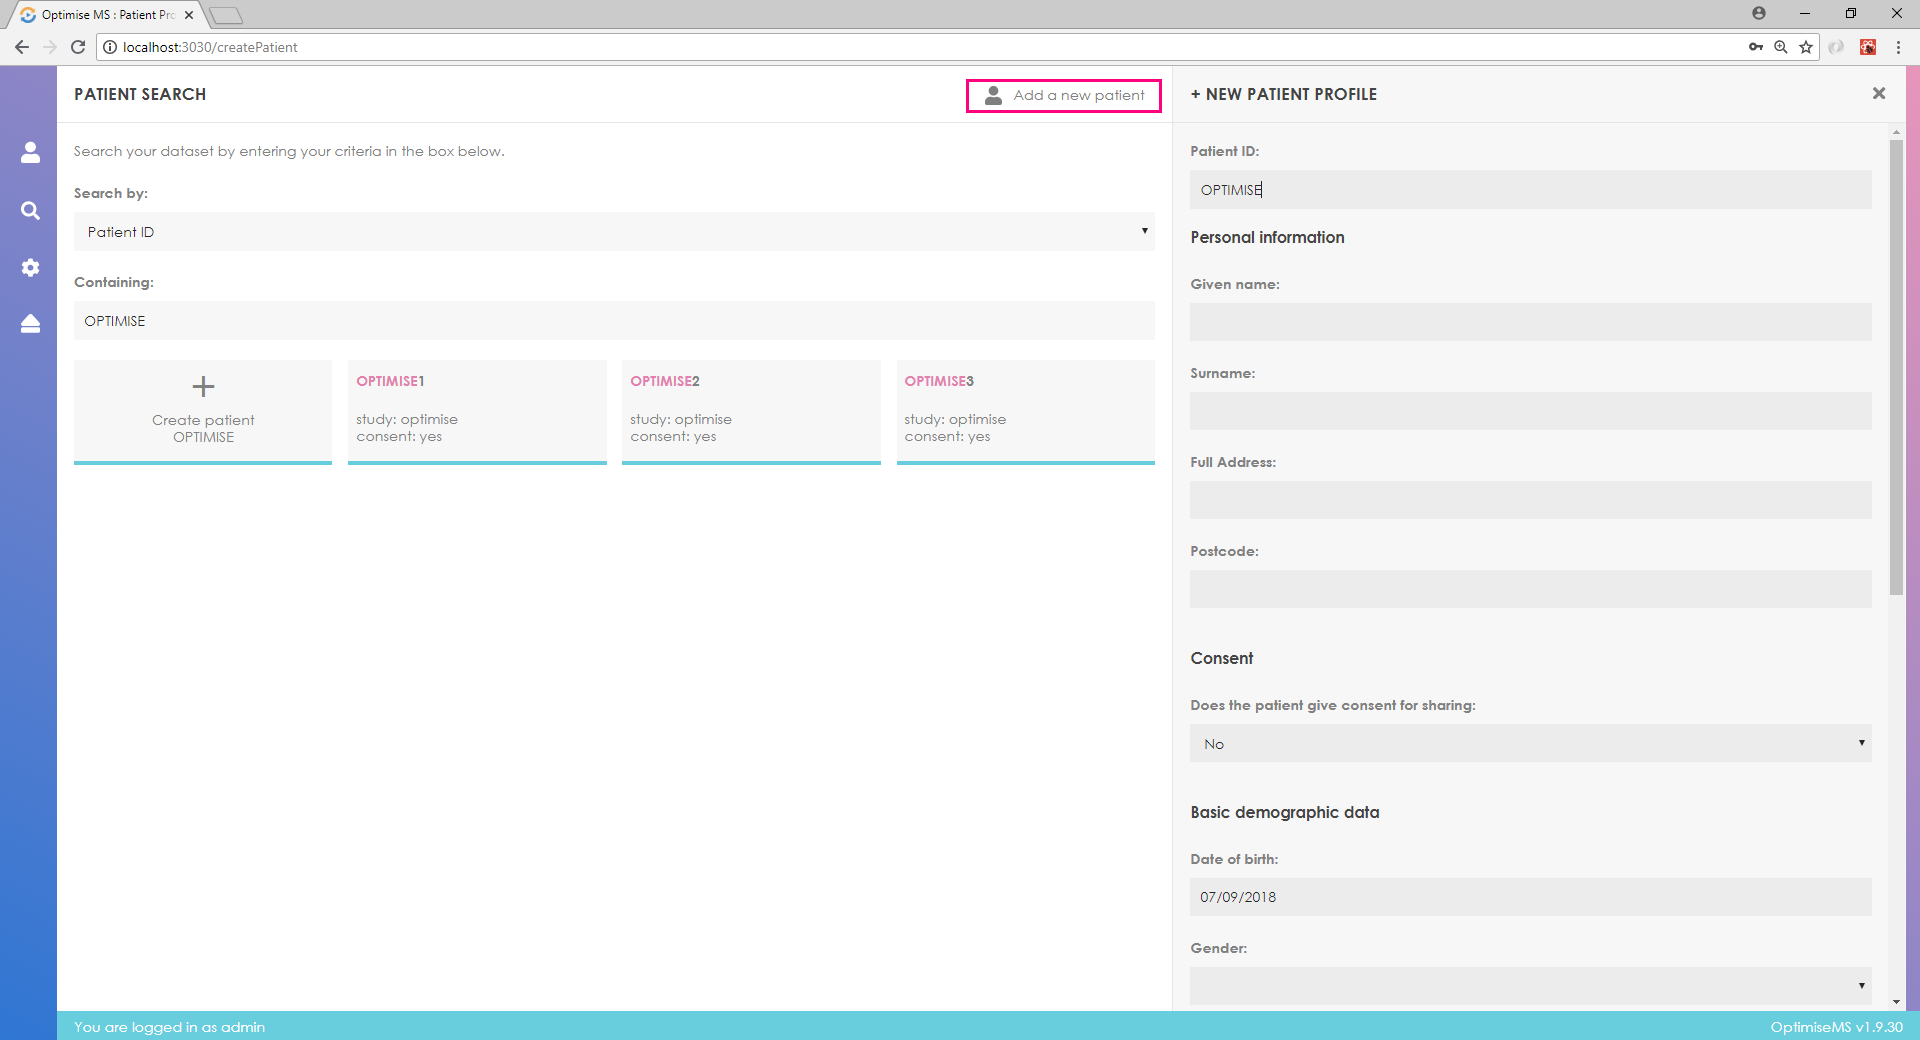 Optimise MS : Patient Pro
localhost:3030/createPatient
PATIENT SEARCH
Add a new patient
Search your dataset by entering your criteria in the box below.
Search by:
Patient ID
Containing:
OPTIMISE
Create patient
OPTIMISE
OPTIMISE1
study: optimise
consent: yes
OPTIMISE2
study: optimise
consent: yes
OPTIMISE3
study: optimise
consent: yes
+ NEW PATIENT PROFILE
Patient ID:
OPTIMISE
Personal information
Given name:
Surname:
Full Address:
Postcode:
Consent
Does the patient give consent for sharing:
No
Basic demographic data
Date of birth:
07/09/2018
Gender:
You are logged in as admin
OptimiseMS v1.9.30